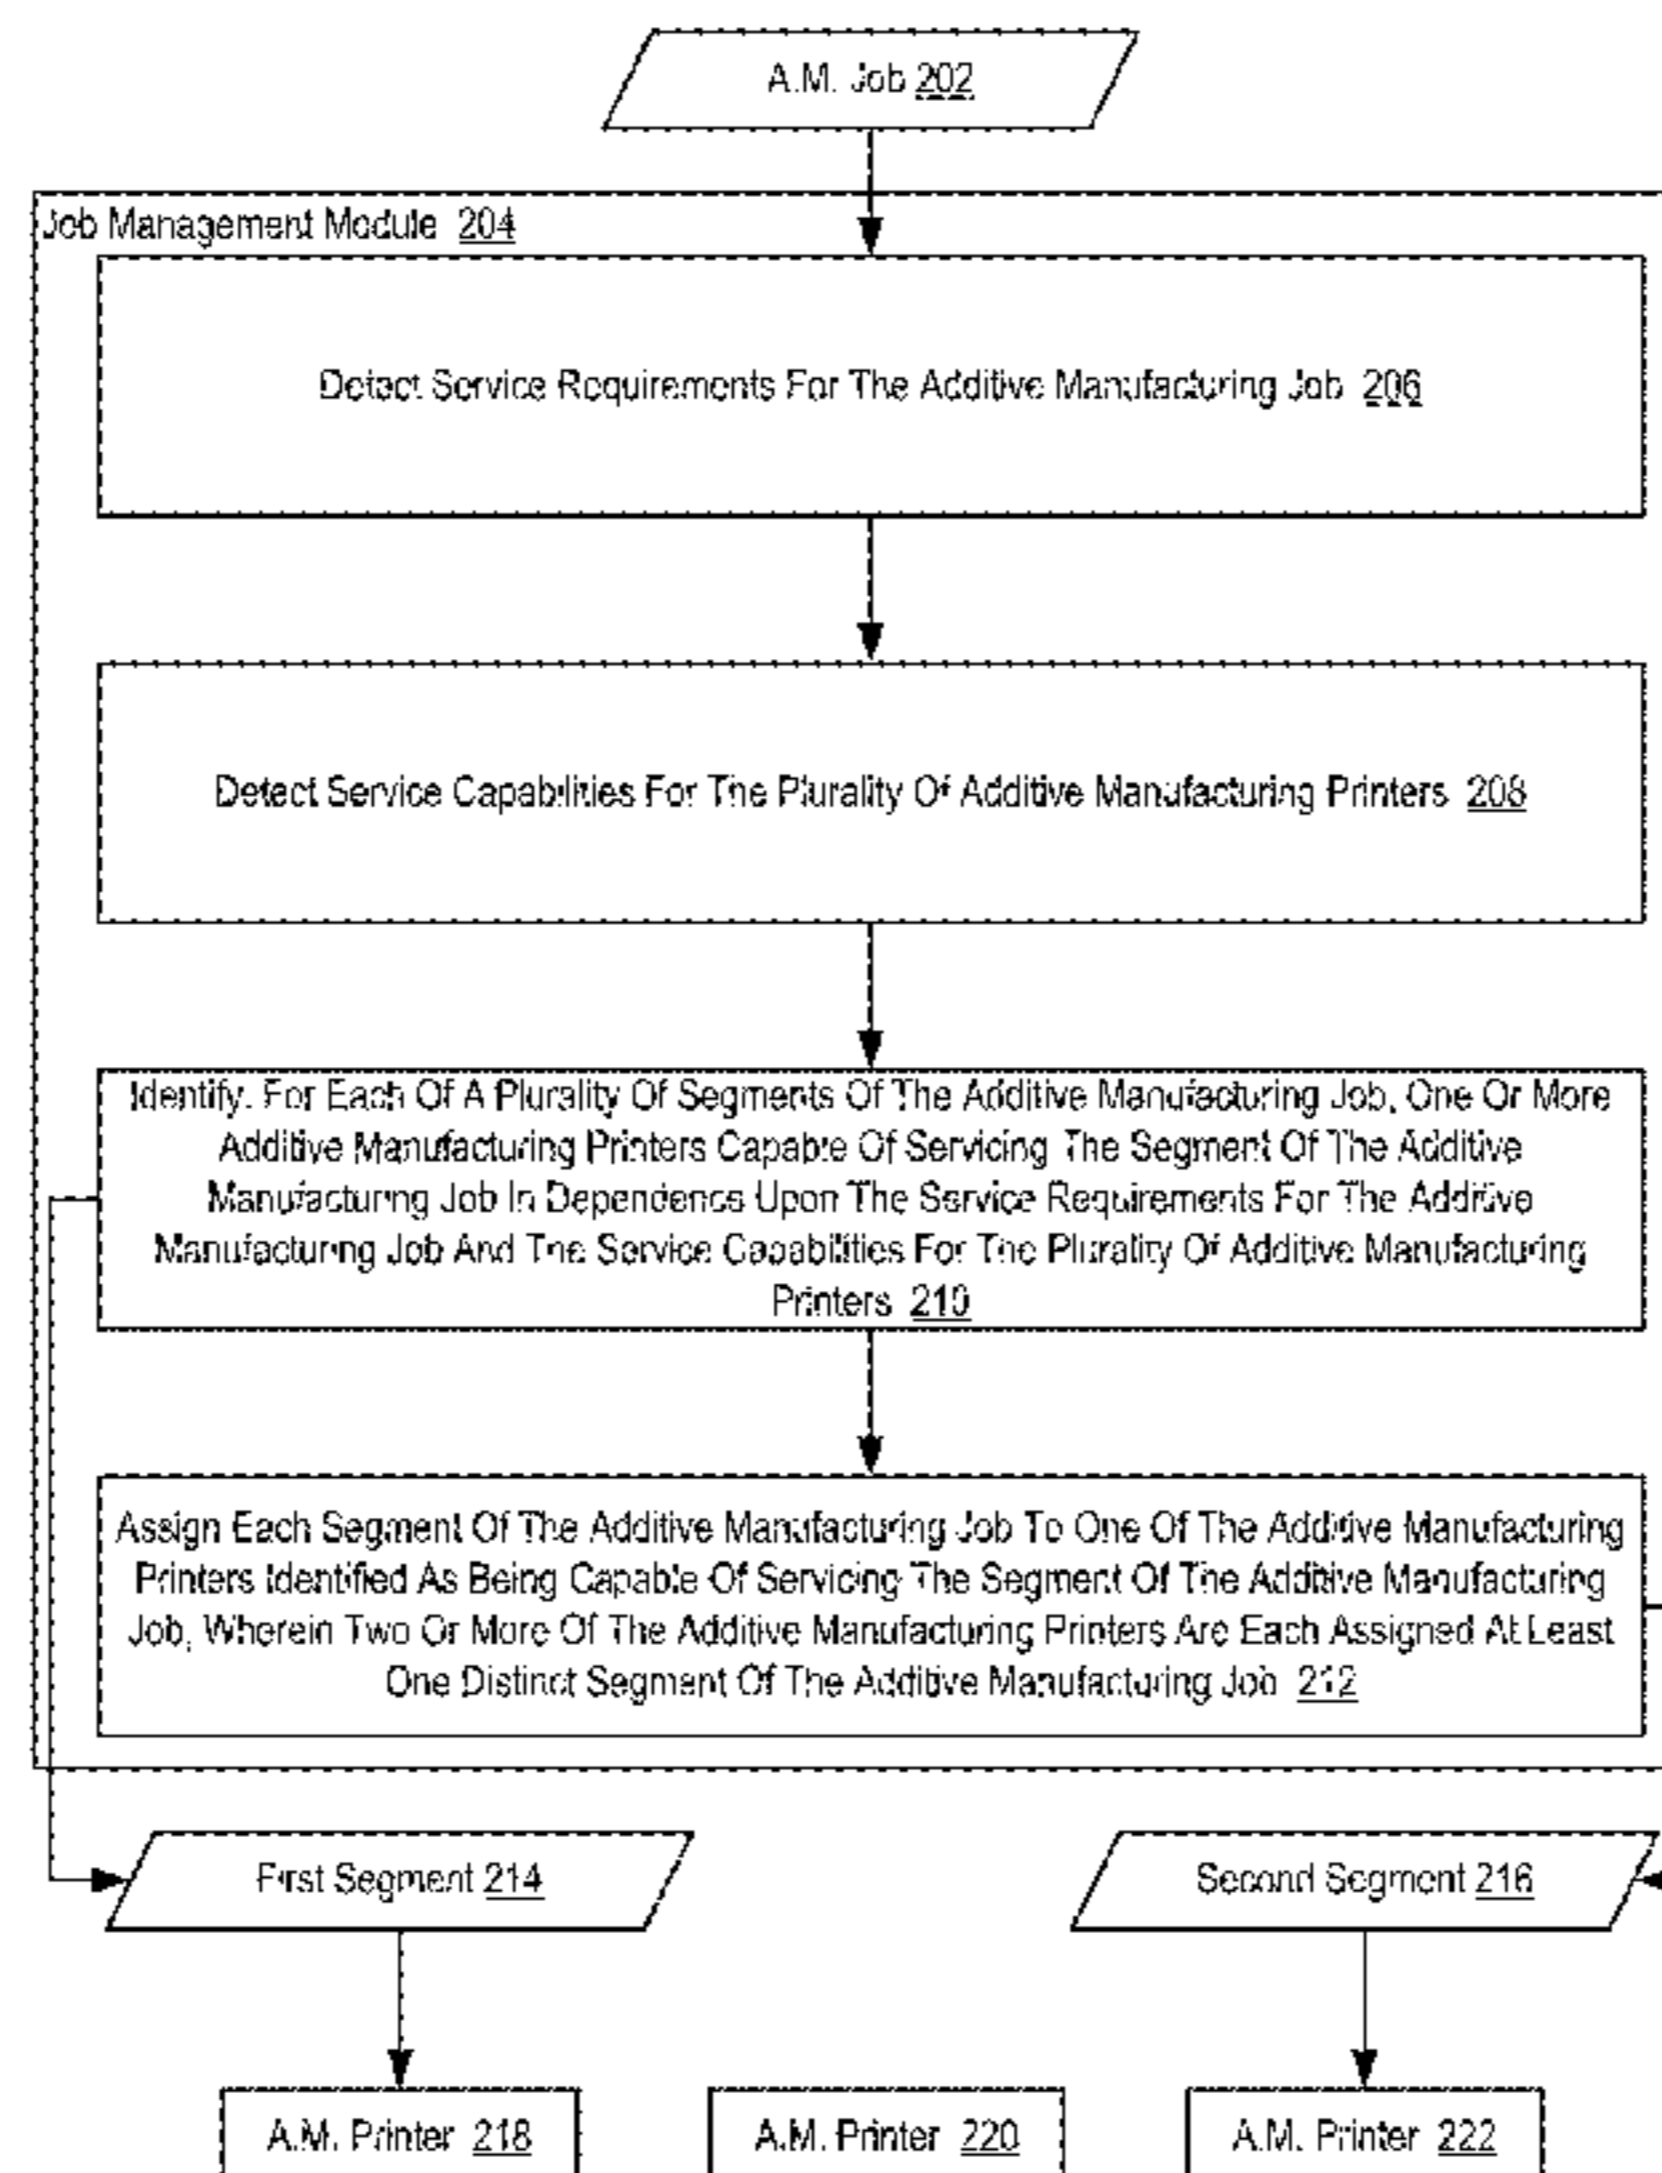 A.M. Job 202
Job Management Module 204
Detect Service Requirements For The Additive Manufacturing Job 206
Detect Service Capabilities For The Plurality Of Additive Manufacturing Printers 208
Identify, For Each Of A Plurality Of Segments Of The Additive Manufacturing Job, One Or More
Additive Manufacturing Printers Capable Of Servicing The Segment Of The Additive
Manufacturing Job In Dependence Upon The Service Requirements For The Additive
Manufacturing Job And The Service Capabilities For The Plurality Of Additive Manufacturing
Printers 210
Assign Each Segment Of The Additive Manufacturing Job To One Of The Additive Manufacturing
Printers Identified As Being Capable Of Servicing The Segment Of The Additive Manufacturing
Job, Wherein Two Or More Of The Additive Manufacturing Printers Are Each Assigned At Least
One Distinct Segment Of The Additive Manufacturing Job 212
First Segment 214
Second Segment 216
A.M. Printer 218
A.M. Printer 220
A.M. Printer 222